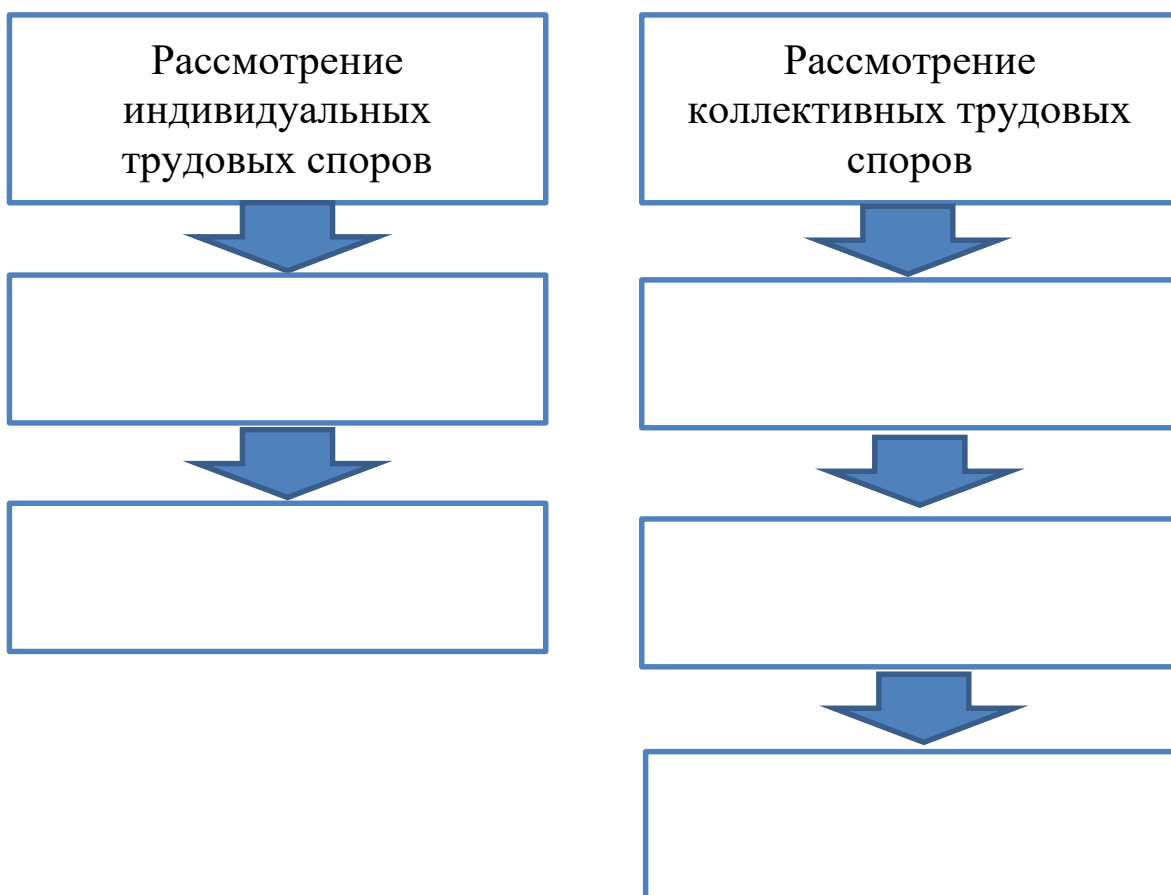 Рассмотрение
индивидуальных
трудовых споров
Рассмотрение
коллективных трудовых
споров